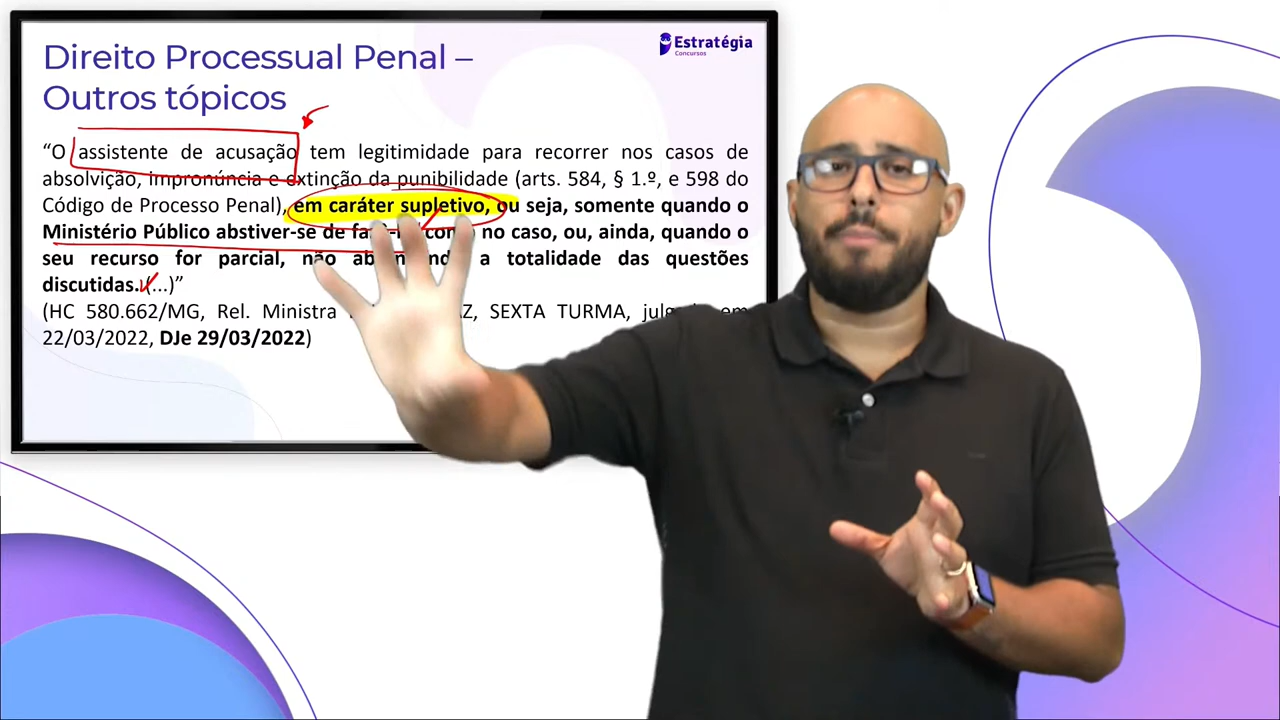 Direito Processual Penal –
Outros tópicos
Estratégia
Concursos
“O assistente de acusação tem legitimidade para recorrer nos casos de
absolvição, impronúncia e extinção da punibilidade (arts. 584, § 1.º, e 598 do
Código de Processo Penal), em caráter supletivo, ou seja, somente quando o
Ministério Público abstiver-se de no caso, ou, ainda, quando o
seu recurso for parcial, não a totalidade das questões
discutidas. (...)”
(HC 580.662/MG, Rel. Ministra SEXTA TURMA, em
22/03/2022, DJe 29/03/2022)